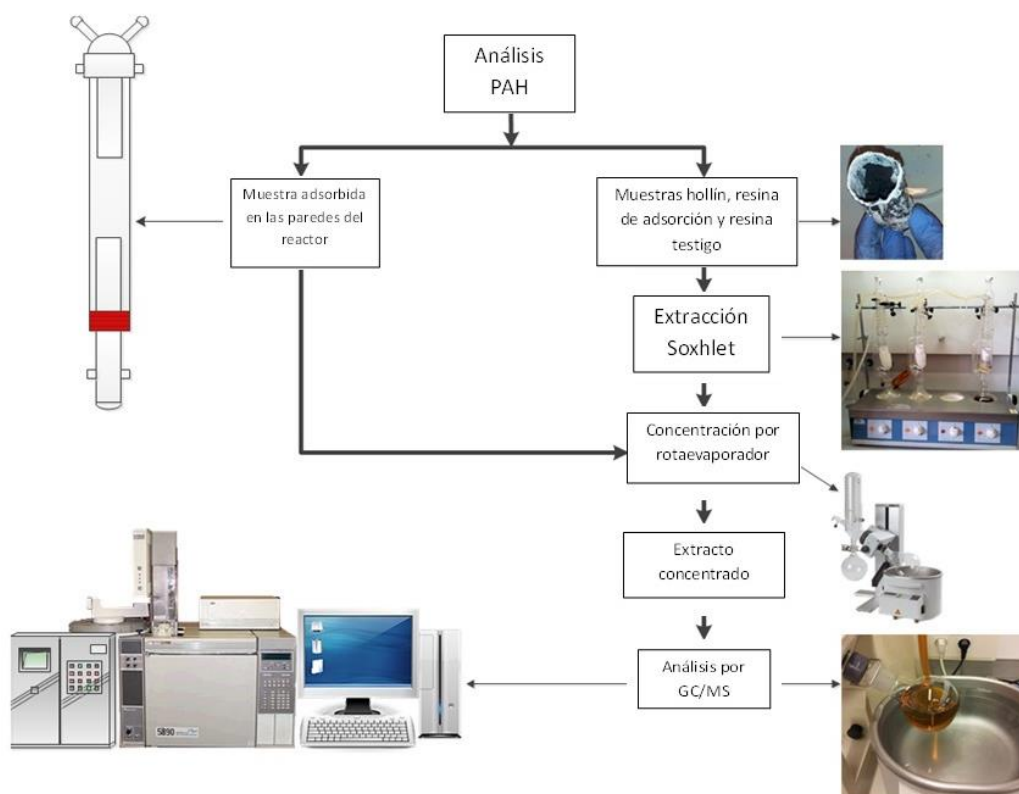 Análisis
PAH
Muestra adsorbida
en las paredes del
reactor
Muestras hollín, resina
de adsorción y resina
testigo
Extracción
Soxhlet
Concentración por
rotaevaporador
Extracto
concentrado
Análisis por
GC/MS
5890